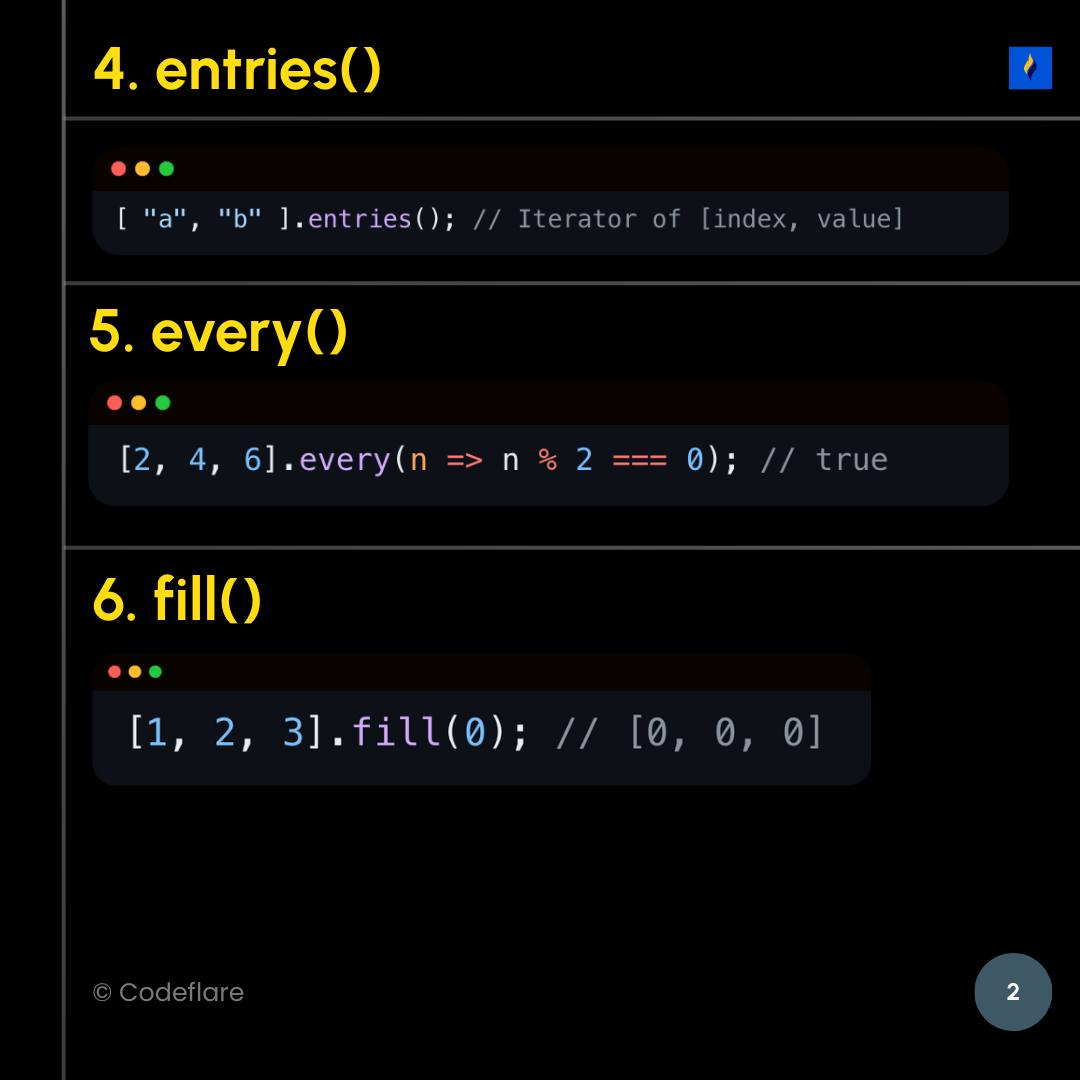 4. entries()
[ "a", "b" ].entries(); // Iterator of [index, value]
5. every()
[2, 4, 6].every(n => n % 2 === 0); // true
6. fill()
[1, 2, 3].fill(0); // [0, 0, 0]
© Codeflare
2